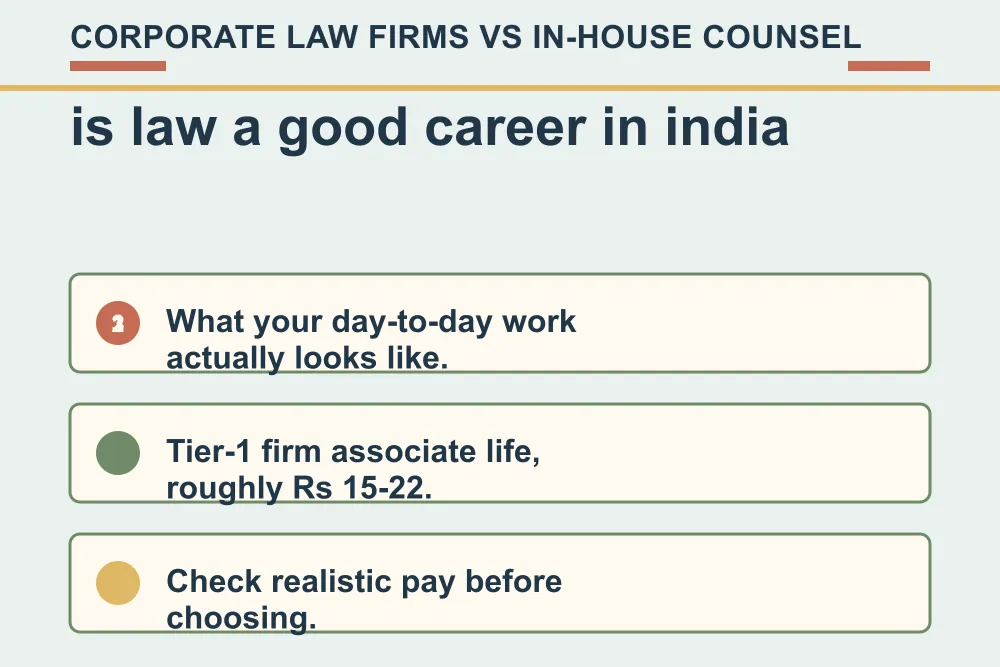 CORPORATE LAW FIRMS VS IN-HOUSE COUNSEL
is law a good career in india
What your day-to-day work
actually looks like.
Tier-1 firm associate life,
roughly Rs 15-22.
Check realistic pay before
choosing.